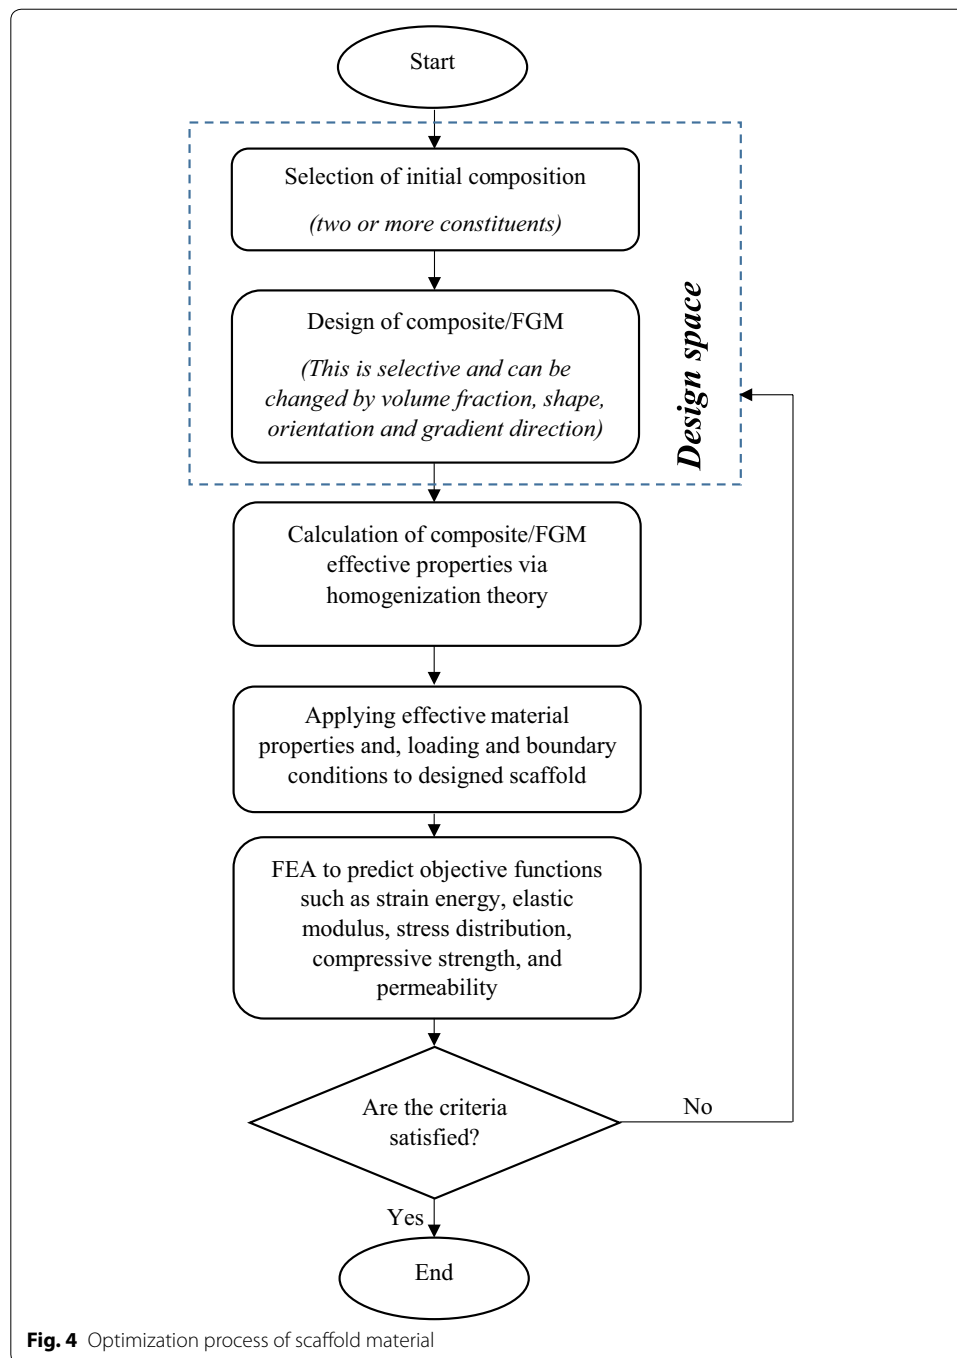 Start
Selection of initial composition
(two or more constituents)
Design of composite/FGM
(This is selective and can be
changed by volume fraction, shape,
orientation and gradient direction)
Design space
Calculation of composite/FGM
effective properties via
homogenization theory
Applying effective material
properties and, loading and boundary
conditions to designed scaffold
FEA to predict objective functions
such as strain energy, elastic
modulus, stress distribution,
compressive strength, and
permeability
Are the criteria
satisfied?
No
Yes
End
Fig. 4 Optimization process of scaffold material